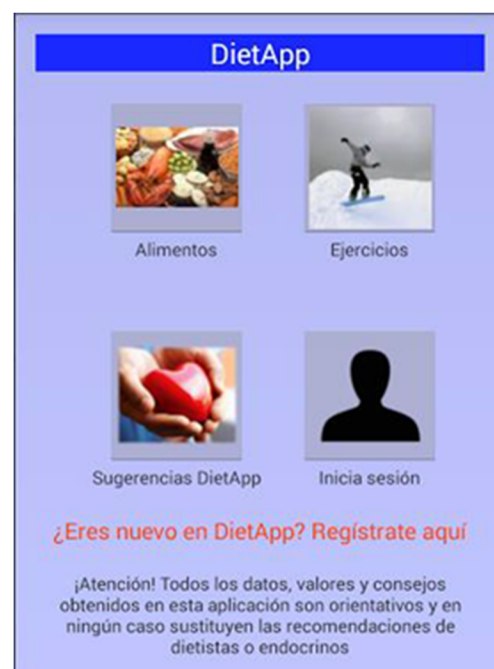 DietApp
Alimentos
Ejercicios
Sugerencias DietApp
Inicia sesión
¿Eres nuevo en DietApp? Regístrate aquí
¡Atención! Todos los datos, valores y consejos
obtenidos en esta aplicación son orientativos y en
ningún caso sustituyen las recomendaciones de
dietistas o endocrinos